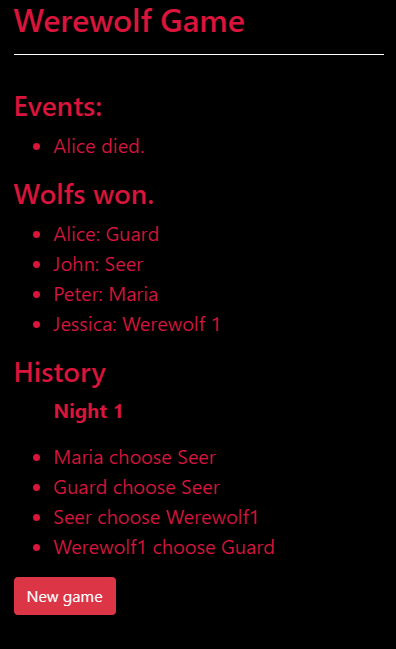 Werewolf Game
Events:
Alice died.
Wolfs won.
Alice: Guard
John: Seer
Peter: Maria
Jessica: Werewolf 1
History
Night 1
Maria choose Seer
Guard choose Seer
Seer choose Werewolf1
Werewolf1 choose Guard
New game